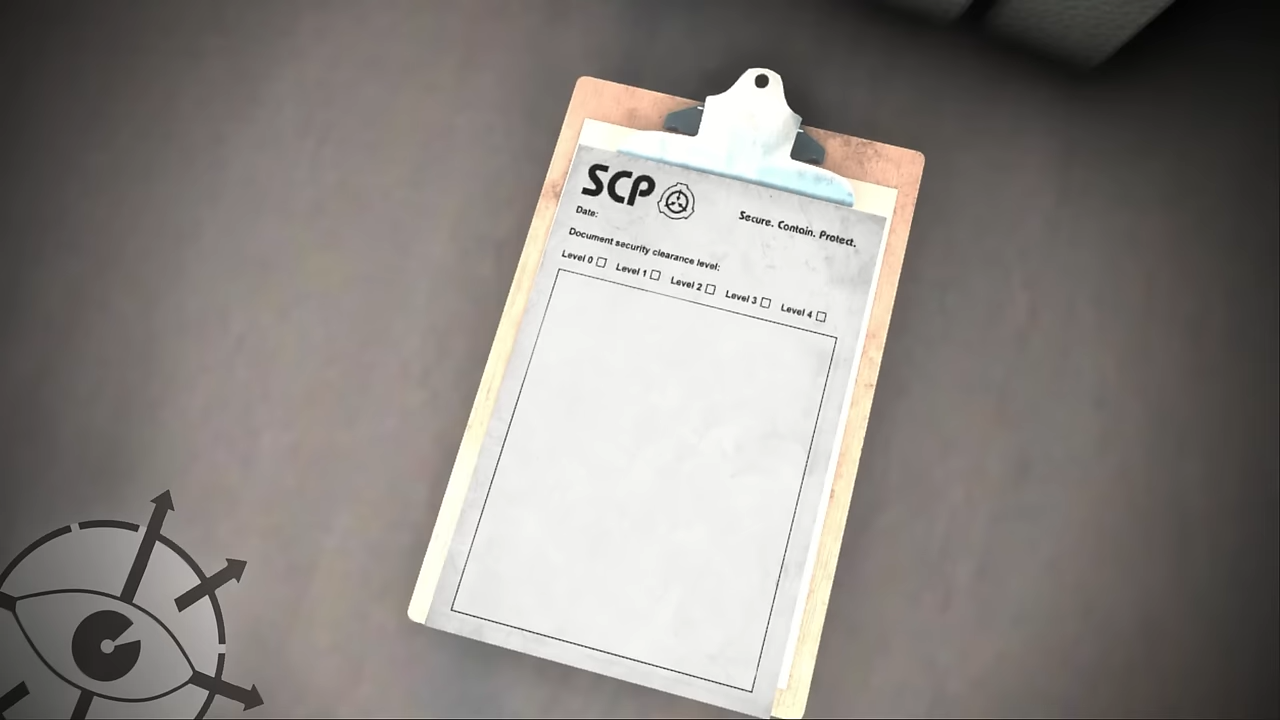 SCP
Secure. Contain. Protect.
Date:
Document security clearance level:
Level 0 Level 1 Level 2 Level 3 Level 4